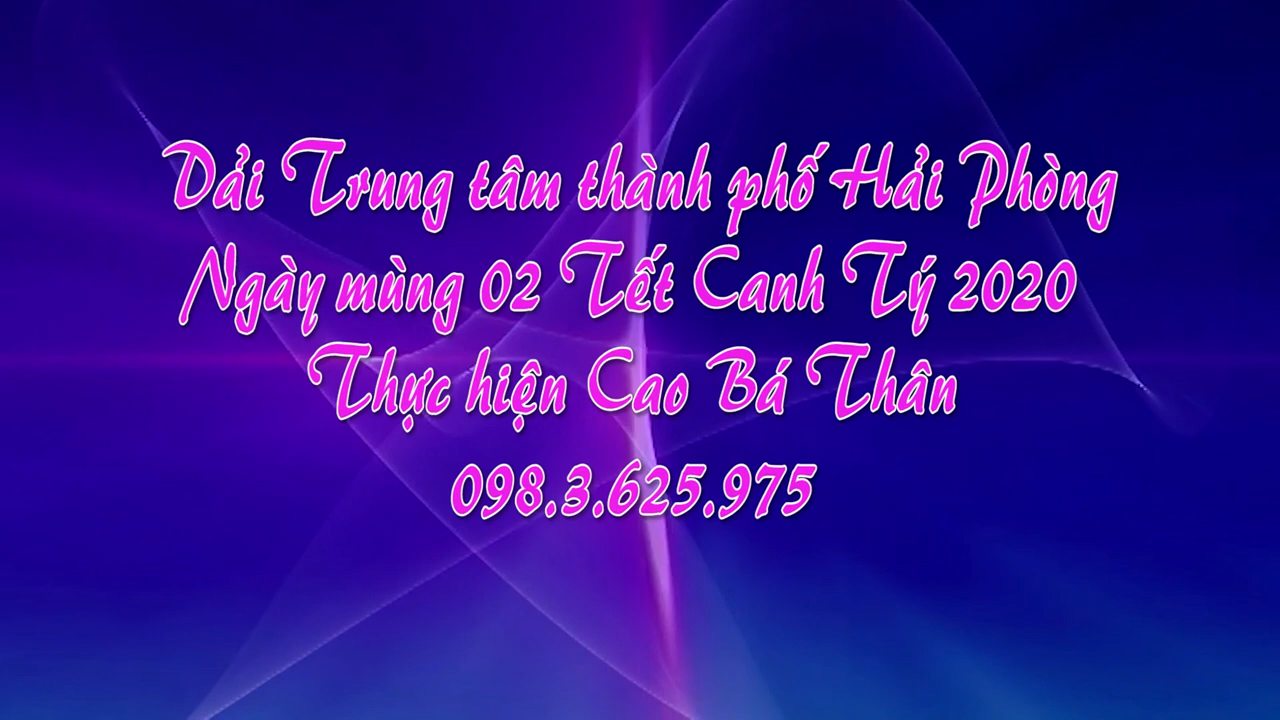 Dải Trung tâm thành phố Hải Phòng
Ngày mùng 02 Tết Canh Tý 2020
Thực hiện Cao Bá Thân
098.3.625.975